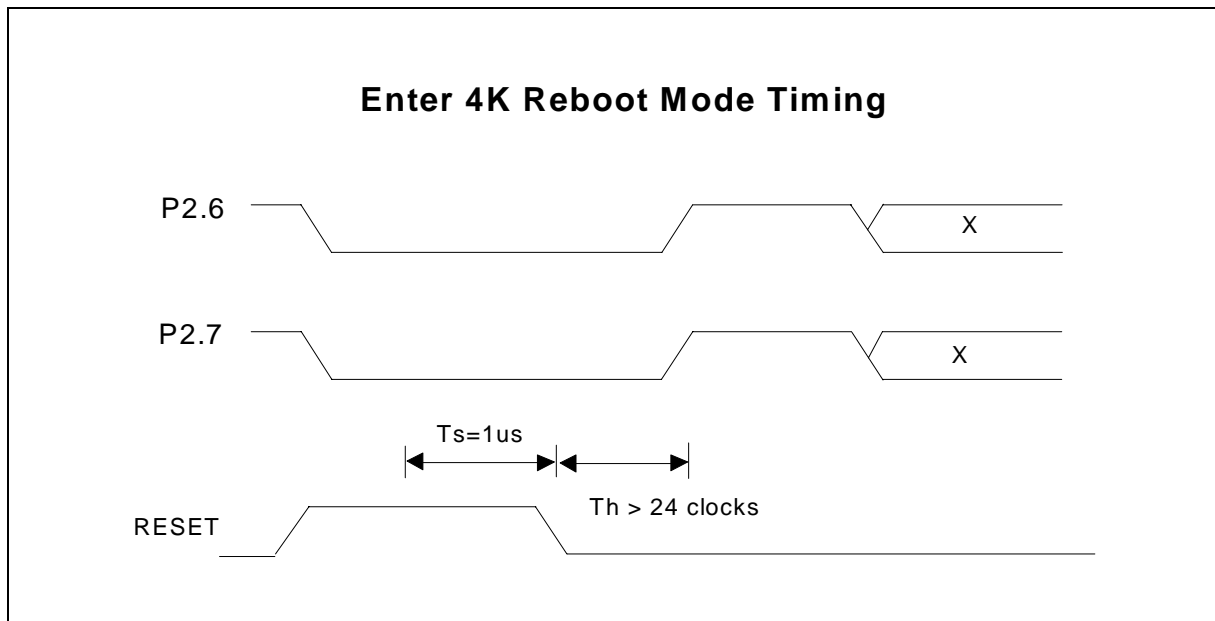 Enter 4K Reboot Mode Timing
P2.6
X
P2.7
X
Ts=1us
Th > 24 clocks
RESET